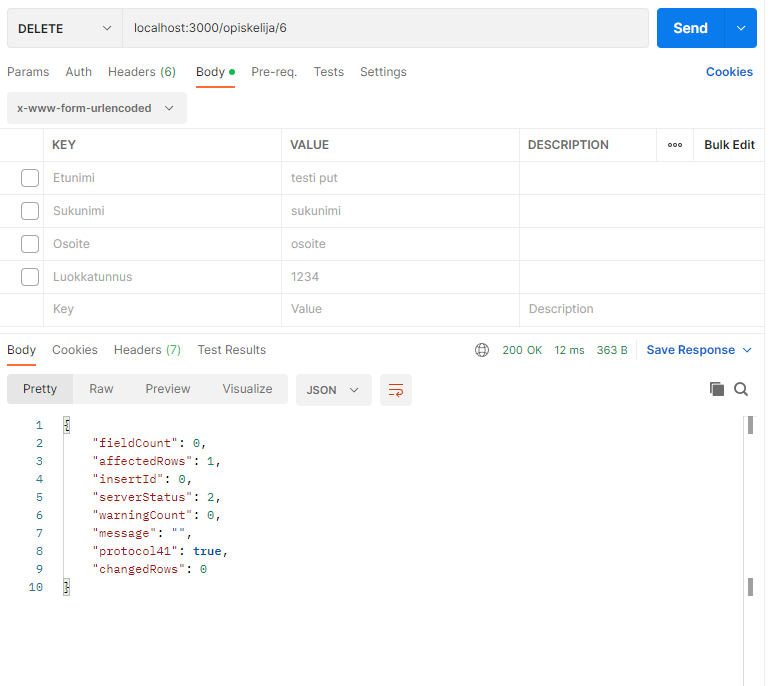 DELETE localhost:3000/opiskelija/6 Send
Params Auth Headers (6) Body Pre-req. Tests Settings Cookies
x-www-form-urlencoded
KEY VALUE DESCRIPTION ooo Bulk Edit
Etunimi testi put
Sukunimi sukunimi
Osoite osoite
Luokkatunnus 1234
Key Value Description
Body Cookies Headers (7) Test Results 200 OK 12 ms 363 B Save Response
Pretty Raw Preview Visualize JSON
1 {
2 "fieldCount": 0,
3 "affectedRows": 1,
4 "insertId": 0,
5 "serverStatus": 2,
6 "warningCount": 0,
7 "message": "",
8 "protocol41": true,
9 "changedRows": 0
10 }